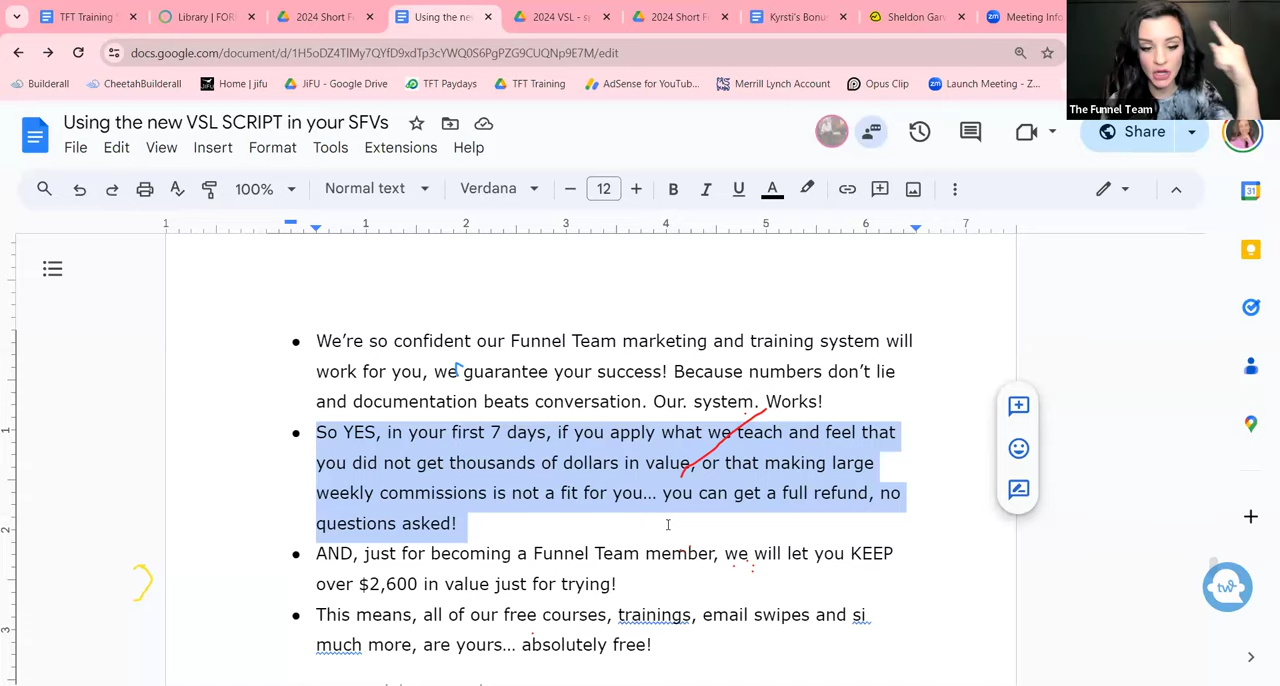 TFT Training
Library | FOR
2024 Short F
Using the new
2024 VSL - s
2024 Short F
Kyrsti's Bonu
Sheldon Gar
Meeting Info
docs.google.com/document/d/1H5oDZ4TlMy7QYfD9xdTp3cYWQ0S6PgPZG9CUQNp9E7M/edit
Builderall
CheetahBuilderall
Home | jifu
JiFU - Google Drive
TFT Paydays
TFT Training
AdSense for YouTub...
Merrill Lynch Account
Opus Clip
Launch Meeting - Z...
The Funnel Team
Using the new VSL SCRIPT in your SFVs
Share
File Edit View Insert Format Tools Extensions Help
100% Normal text Verdana 12 B I U A
1 1 2 3 4 5 6 7
We're so confident our Funnel Team marketing and training system will
work for you, we guarantee your success! Because numbers don't lie
and documentation beats conversation. Our. system. Works!
So YES, in your first 7 days, if you apply what we teach and feel that
you did not get thousands of dollars in value, or that making large
weekly commissions is not a fit for you... you can get a full refund, no
questions asked!
AND, just for becoming a Funnel Team member, we will let you KEEP
over $2,600 in value just for trying!
This means, all of our free courses, trainings, email swipes and si
much more, are yours... absolutely free!